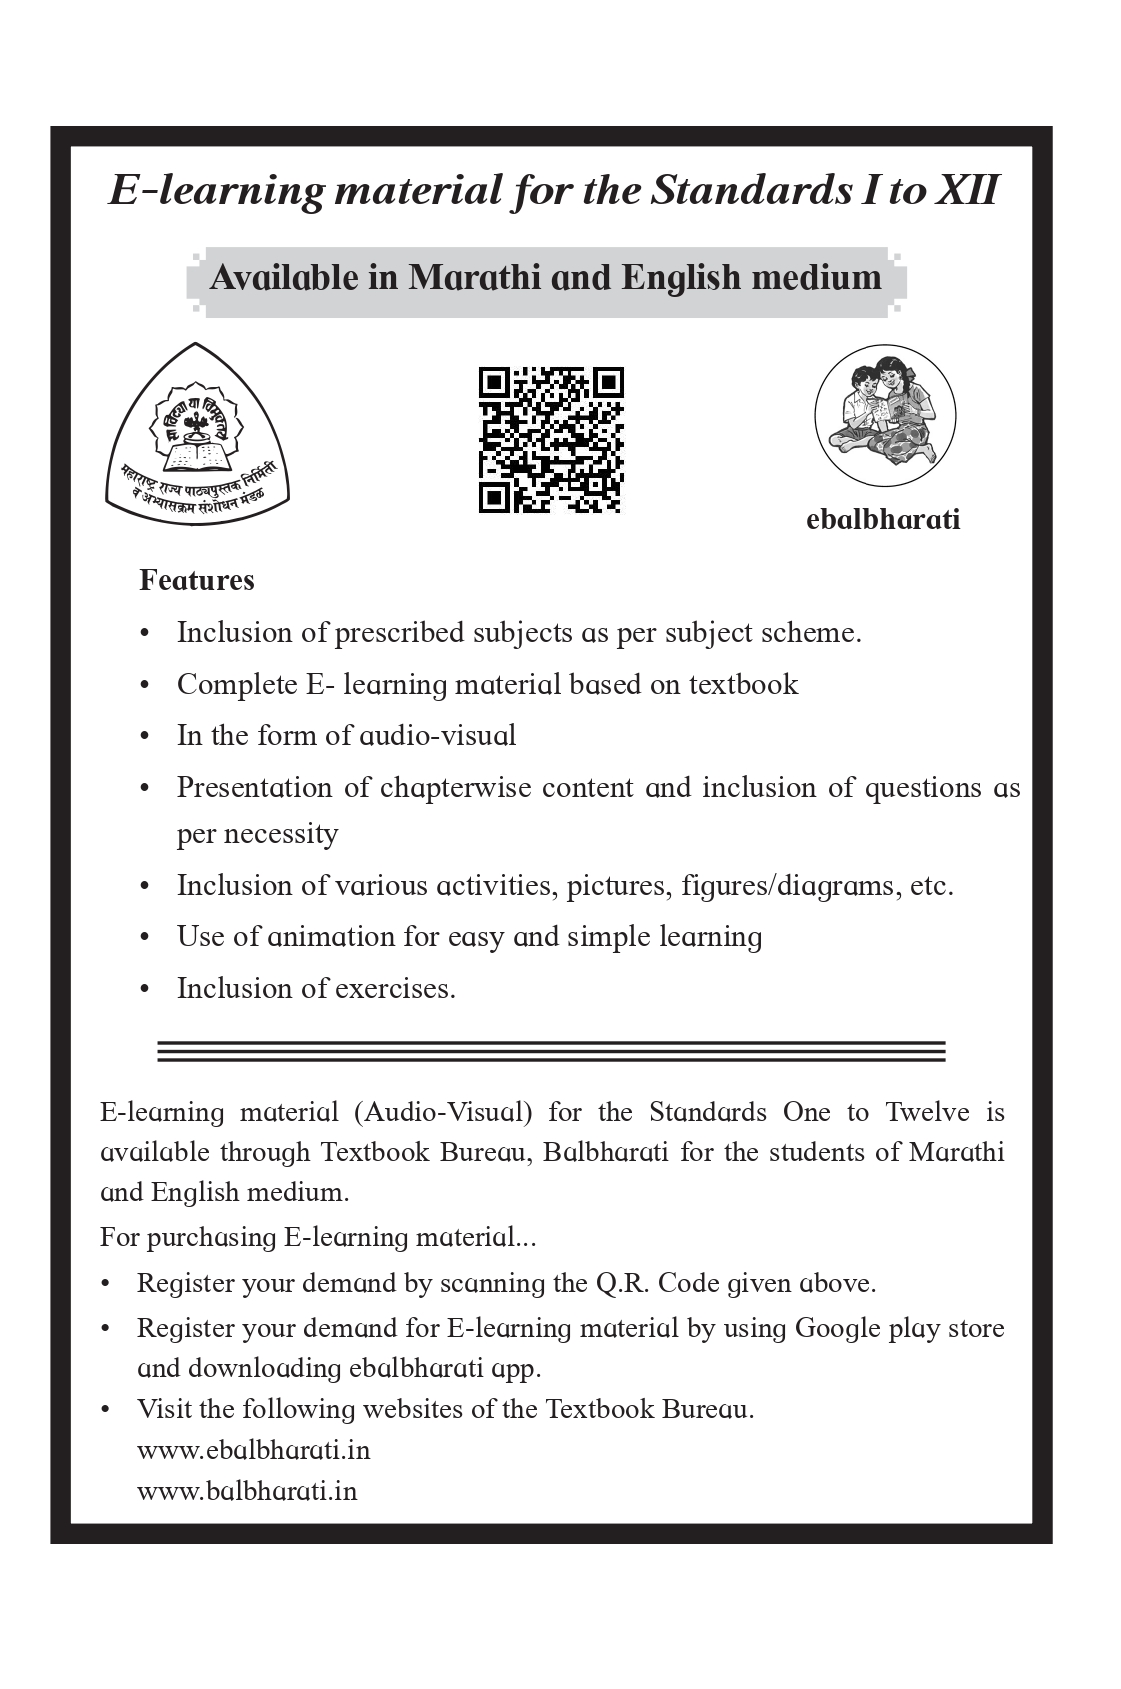 E-learning material for the Standards I to XII
Available in Marathi and English medium
सा विद्या या विमुक्तये
महाराष्ट्र राज्य पाठ्यपुस्तक निर्मिती
व अभ्यासक्रम संशोधन मंडळ
ebalbharati
Features
• Inclusion of prescribed subjects as per subject scheme.
• Complete E- learning material based on textbook
• In the form of audio-visual
• Presentation of chapterwise content and inclusion of questions as
per necessity
• Inclusion of various activities, pictures, figures/diagrams, etc.
• Use of animation for easy and simple learning
• Inclusion of exercises.
E-learning material (Audio-Visual) for the Standards One to Twelve is
available through Textbook Bureau, Balbharati for the students of Marathi
and English medium.
For purchasing E-learning material...
• Register your demand by scanning the Q.R. Code given above.
• Register your demand for E-learning material by using Google play store
and downloading ebalbharati app.
• Visit the following websites of the Textbook Bureau.
www.ebalbharati.in
www.balbharati.in